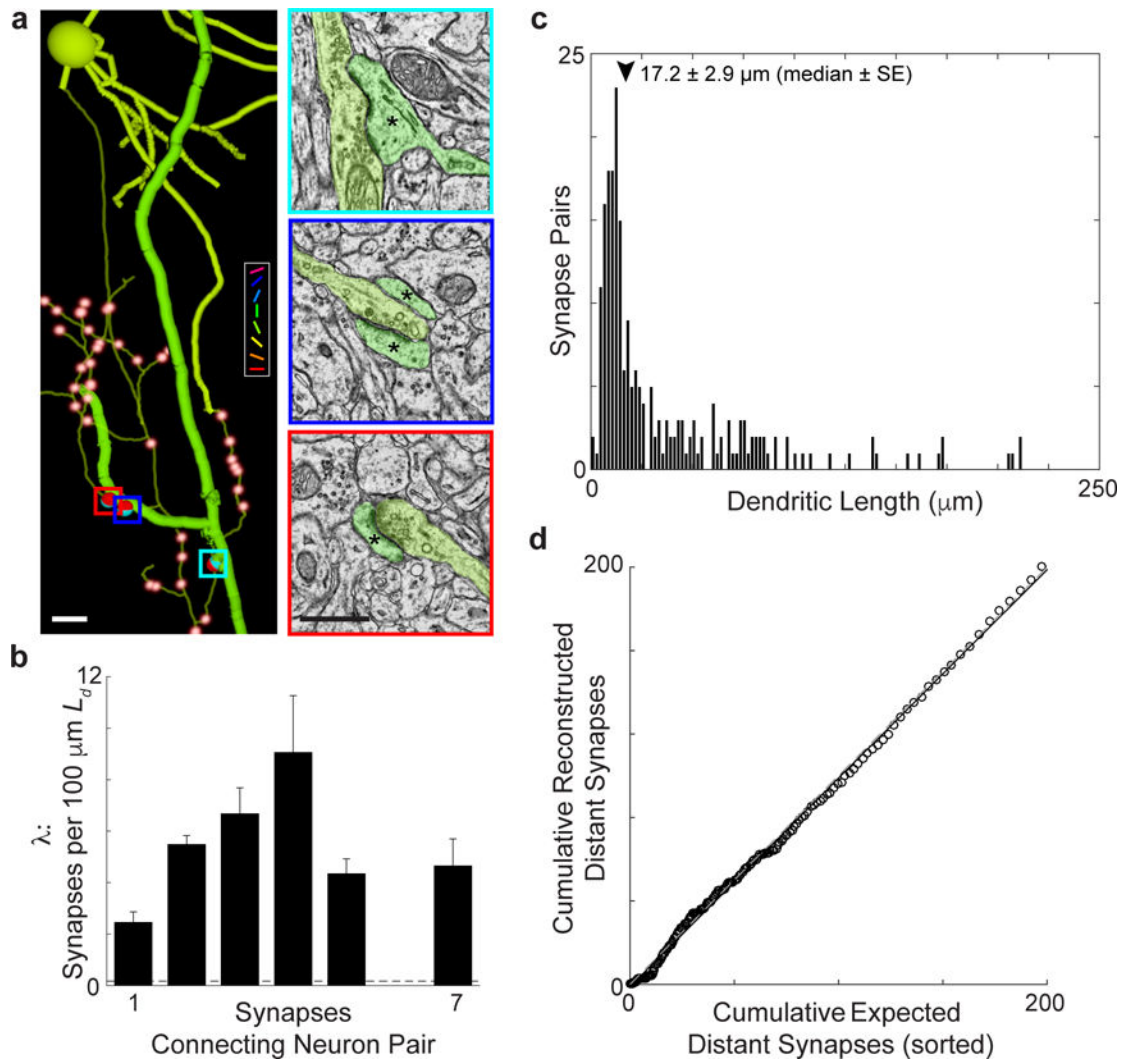 a
*
*
*
*
b
12
0
λ:
Synapses per 100 μm L_d
1
7
Synapses
Connecting Neuron Pair
c
25
0
Synapse Pairs
17.2 ± 2.9 μm (median ± SE)
0
250
Dendritic Length (μm)
d
200
Cumulative Reconstructed
Distant Synapses
0
0
200
Cumulative Expected
Distant Synapses (sorted)